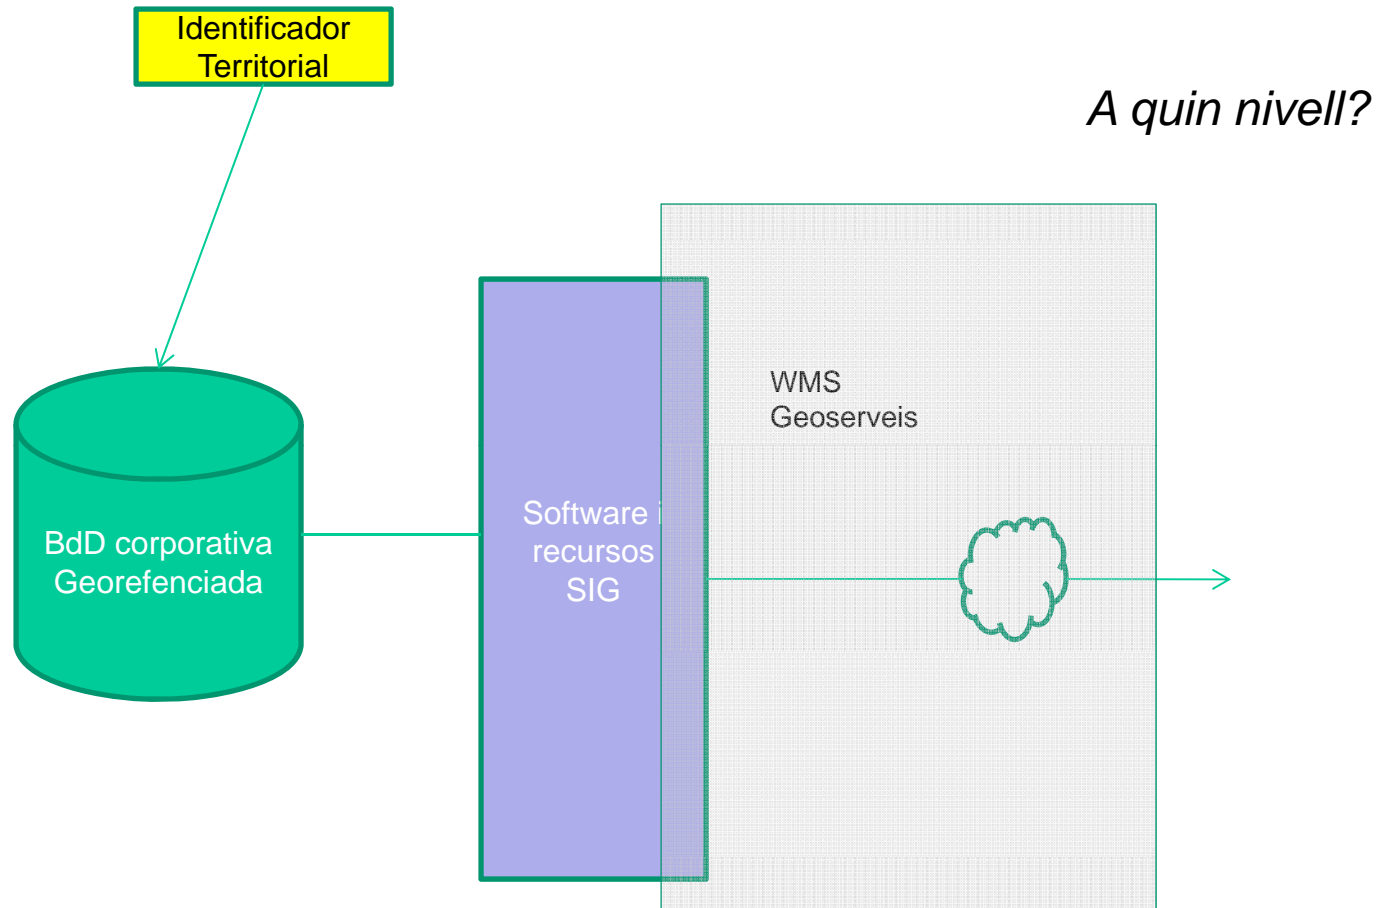 Identificador
Territorial
A quin nivell?
WMS
Geoserveis
Software i
recursos
SIG
BdD corporativa
Georefenciada